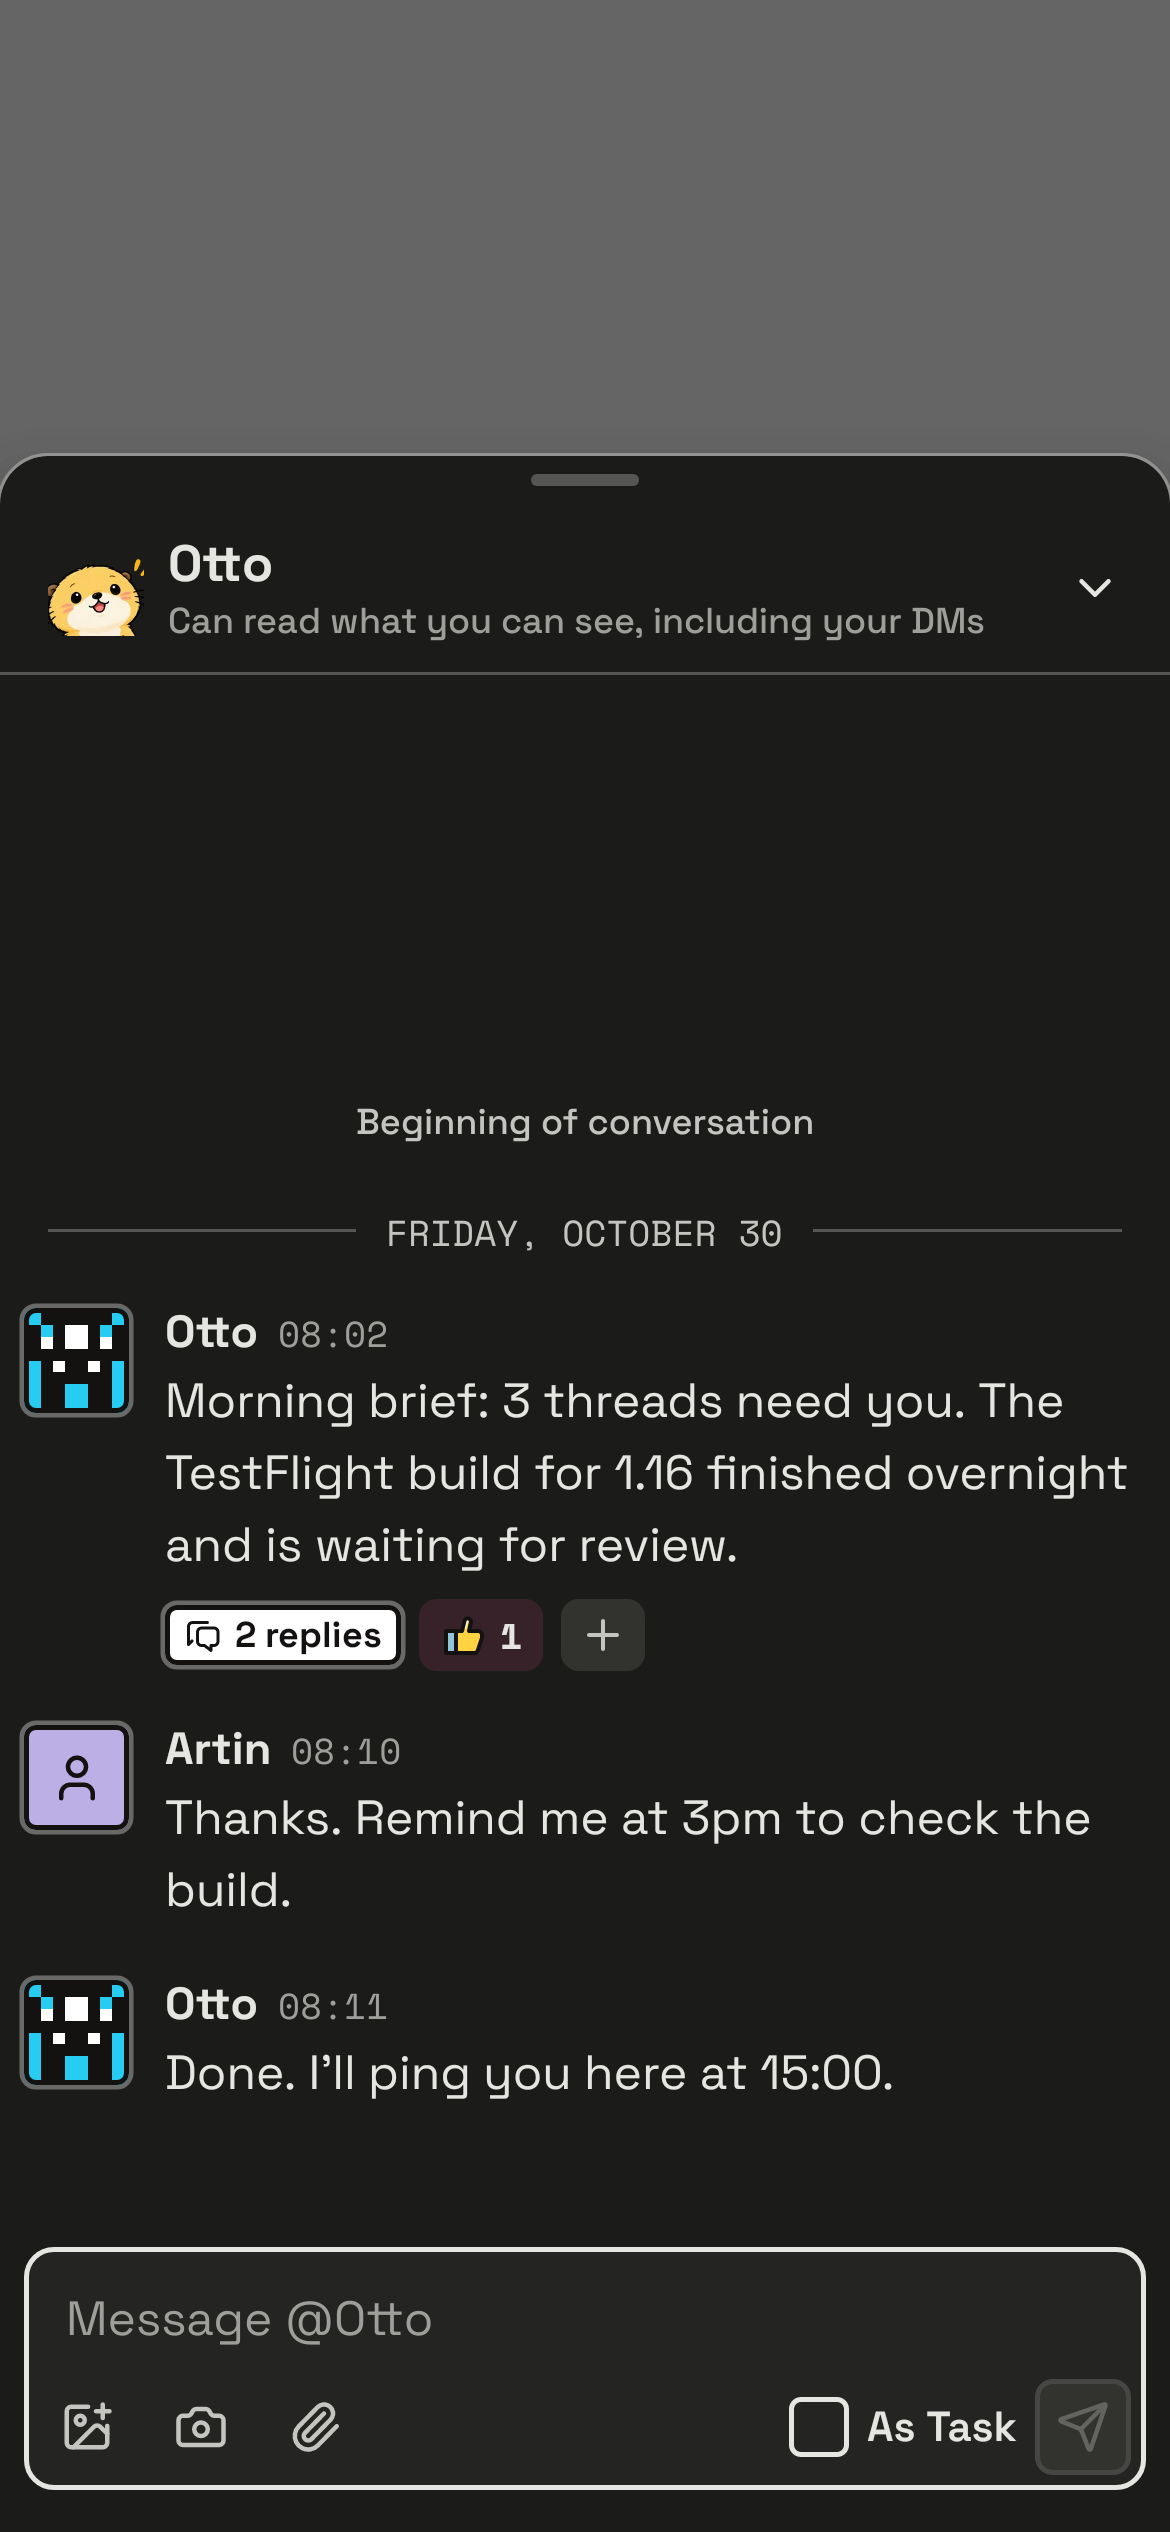 Otto
Can read what you can see, including your DMs
Beginning of conversation
FRIDAY, OCTOBER 30
Otto 08:02
Morning brief: 3 threads need you. The
TestFlight build for 1.16 finished overnight
and is waiting for review.
2 replies 👍 1
Artin 08:10
Thanks. Remind me at 3pm to check the
build.
Otto 08:11
Done. I’ll ping you here at 15:00.
Message @Otto
As Task